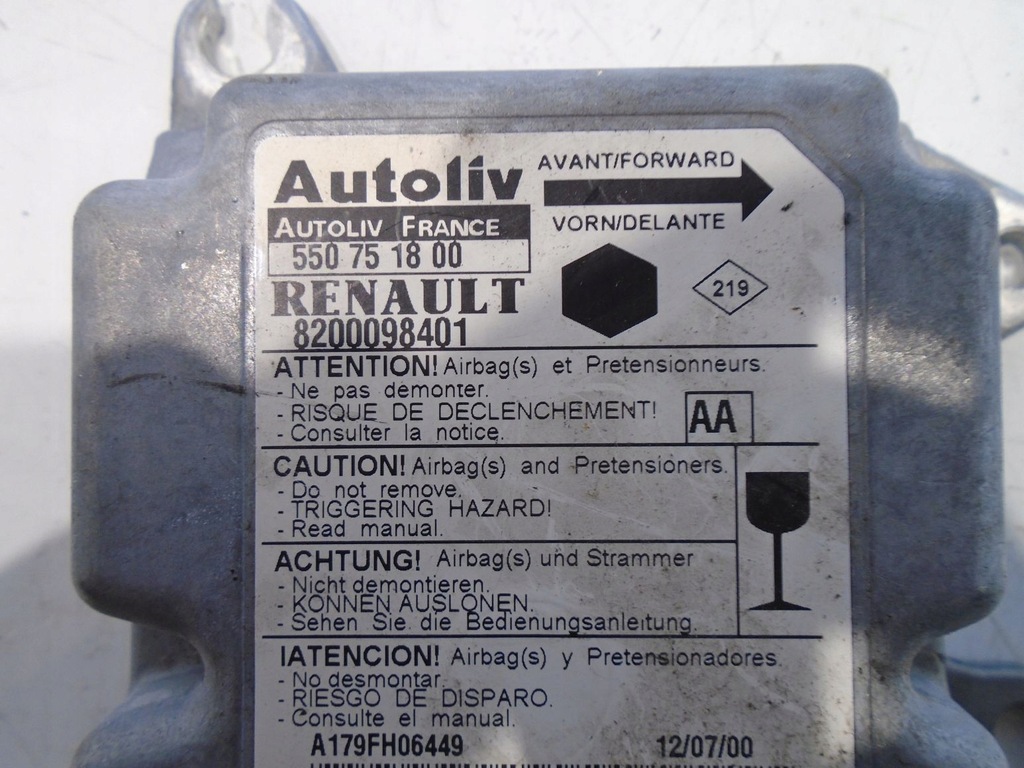 Autoliv
AVANT/FORWARD
AUTOLIV FRANCE
VORN/DELANTE
550 75 18 00
RENAULT
219
8200098401
ATTENTION! Airbag(s) et Pretensionneurs.
- Ne pas démonter.
- RISQUE DE DECLENCHEMENT!
AA
- Consulter la notice.
CAUTION! Airbag(s) and Pretensioners.
- Do not remove.
- TRIGGERING HAZARD!
- Read manual.
ACHTUNG! Airbag(s) und Strammer
- Nicht demontieren.
- KONNEN AUSLONEN.
- Sehen Sie die Bedienungsanleitung.
IATENCION! Airbag(s) y Pretensionadores.
- No desmontar.
- RIESGO DE DISPARO.
- Consulte el manual.
A179FH06449
12/07/00